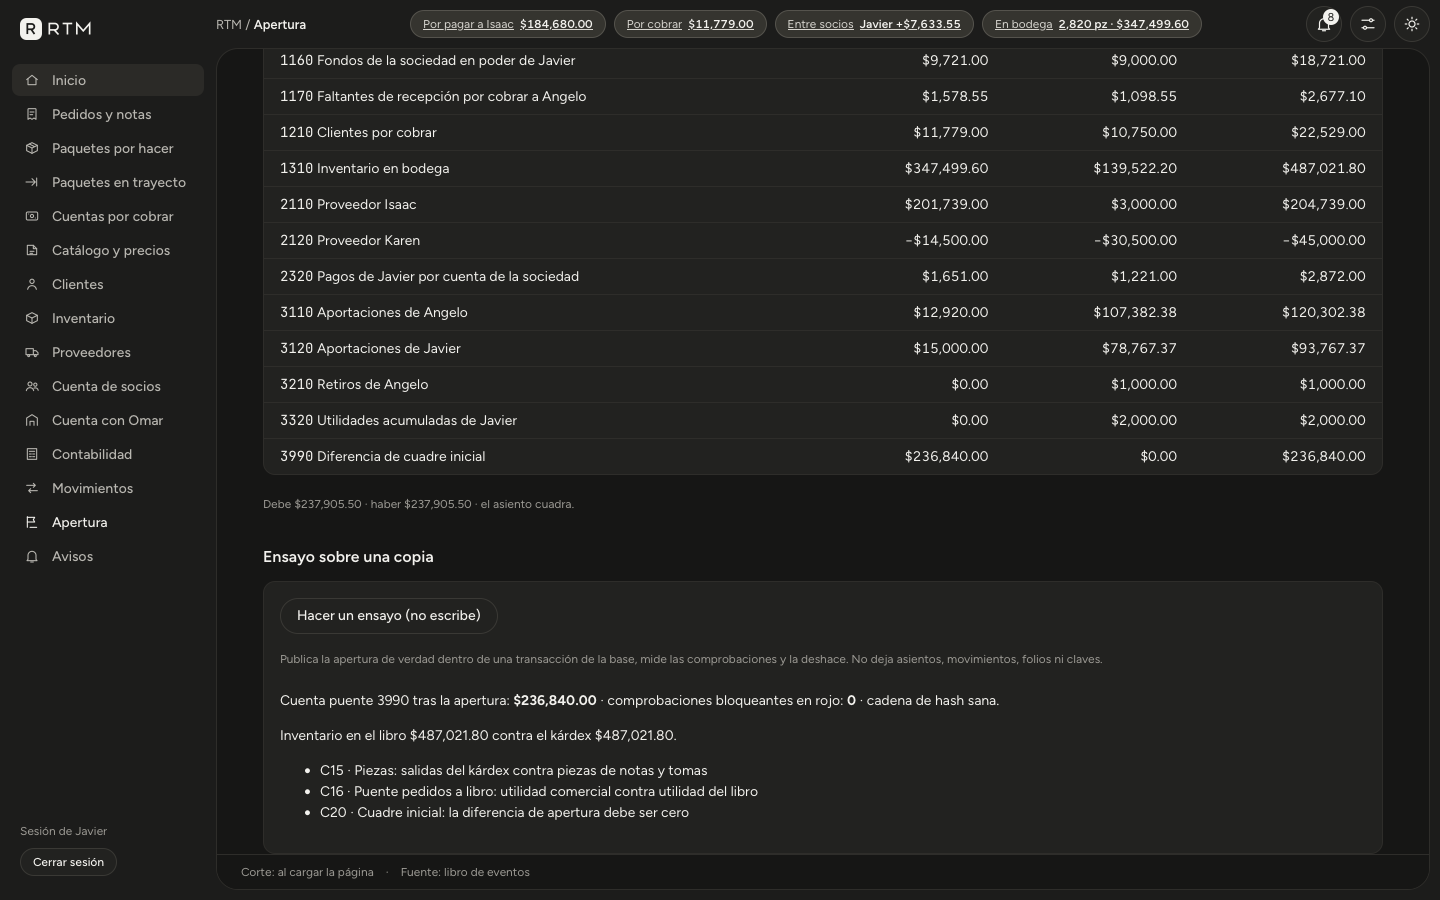 R RTM
RTM / Apertura
Por pagar a Isaac $184,680.00
Por cobrar $11,779.00
Entre socios Javier +$7,633.55
En bodega 2,820 pz · $347,499.60
8
Inicio
Pedidos y notas
Paquetes por hacer
Paquetes en trayecto
Cuentas por cobrar
Catálogo y precios
Clientes
Inventario
Proveedores
Cuenta de socios
Cuenta con Omar
Contabilidad
Movimientos
Apertura
Avisos
Sesión de Javier
Cerrar sesión
1160 Fondos de la sociedad en poder de Javier $9,721.00 $9,000.00 $18,721.00
1170 Faltantes de recepción por cobrar a Angelo $1,578.55 $1,098.55 $2,677.10
1210 Clientes por cobrar $11,779.00 $10,750.00 $22,529.00
1310 Inventario en bodega $347,499.60 $139,522.20 $487,021.80
2110 Proveedor Isaac $201,739.00 $3,000.00 $204,739.00
2120 Proveedor Karen −$14,500.00 −$30,500.00 −$45,000.00
2320 Pagos de Javier por cuenta de la sociedad $1,651.00 $1,221.00 $2,872.00
3110 Aportaciones de Angelo $12,920.00 $107,382.38 $120,302.38
3120 Aportaciones de Javier $15,000.00 $78,767.37 $93,767.37
3210 Retiros de Angelo $0.00 $1,000.00 $1,000.00
3320 Utilidades acumuladas de Javier $0.00 $2,000.00 $2,000.00
3990 Diferencia de cuadre inicial $236,840.00 $0.00 $236,840.00
Debe $237,905.50 · haber $237,905.50 · el asiento cuadra.
Ensayo sobre una copia
Hacer un ensayo (no escribe)
Publica la apertura de verdad dentro de una transacción de la base, mide las comprobaciones y la deshace. No deja asientos, movimientos, folios ni claves.
Cuenta puente 3990 tras la apertura: $236,840.00 · comprobaciones bloqueantes en rojo: 0 · cadena de hash sana.
Inventario en el libro $487,021.80 contra el kárdex $487,021.80.
• C15 · Piezas: salidas del kárdex contra piezas de notas y tomas
• C16 · Puente pedidos a libro: utilidad comercial contra utilidad del libro
• C20 · Cuadre inicial: la diferencia de apertura debe ser cero
Corte: al cargar la página · Fuente: libro de eventos